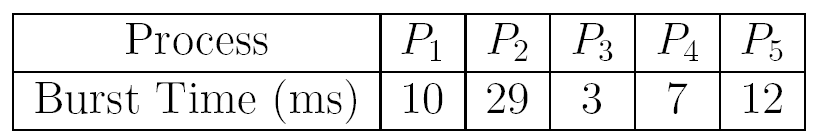 Process P₁ P₂ P₃ P₄ P₅
Burst Time (ms) 10 29 3 7 12